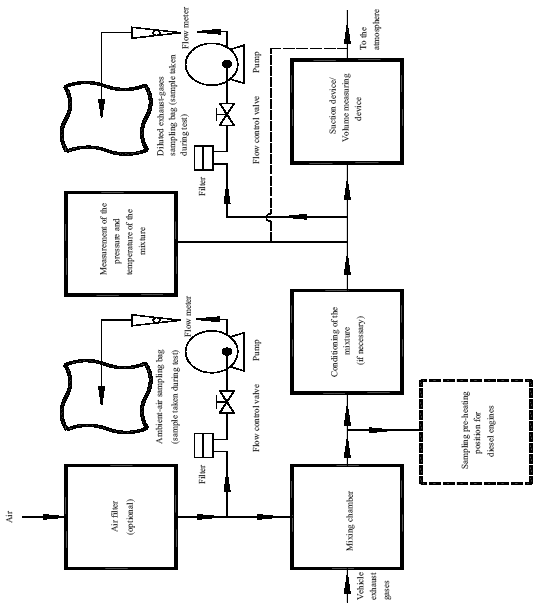 Flow meter
Pump
Flow control valve
Filter
Diluted exhaust-gases
sampling bag (sample taken
during test)
To the
atmosphere
Suction device/
Volume measuring
device
Measurement of the
pressure and
temperature of the
mixture
Flow meter
Pump
Flow control valve
Filter
Ambient-air sampling bag
(sample taken during test)
Conditioning of the
mixture
(if necessary)
Sampling pre-heating
position for
diesel engines
Air
Air filter
(optional)
Mixing chamber
Vehicle
exhaust
gases